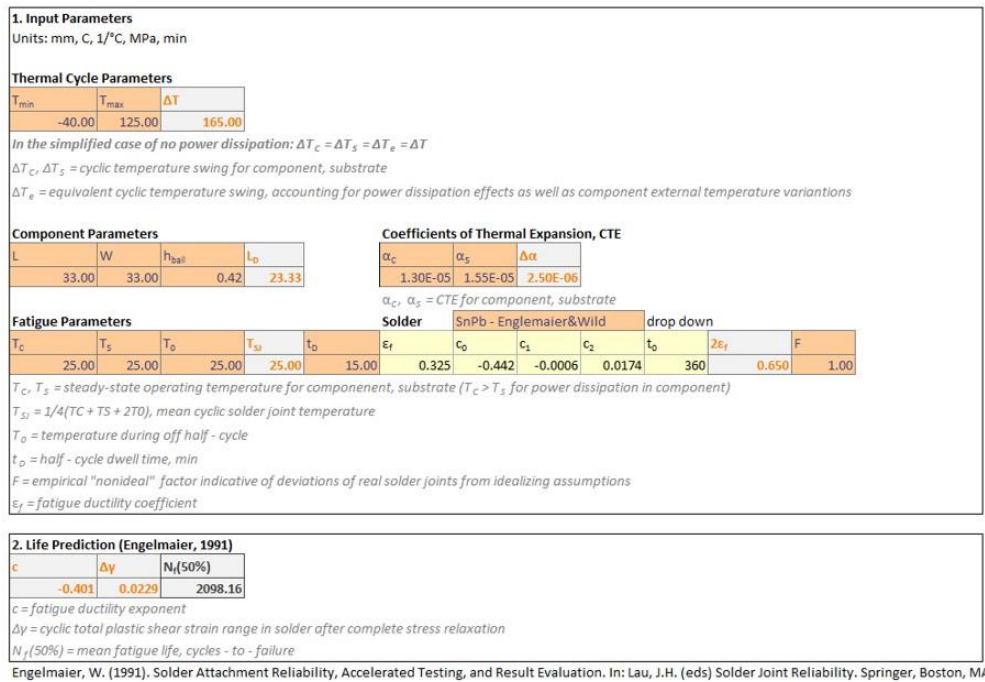 1. Input Parameters
Units: mm, C, 1/°C, MPa, min
Thermal Cycle Parameters
Tmin Tmax ΔT
-40.00 125.00 165.00
In the simplified case of no power dissipation: ΔTC = ΔTS = ΔTe = ΔT
ΔTC, ΔTS = cyclic temperature swing for component, substrate
ΔTe = equivalent cyclic temperature swing, accounting for power dissipation effects as well as component external temperature variantions
Component Parameters Coefficients of Thermal Expansion, CTE
L W hball LD αc αs Δα
33.00 33.00 0.42 23.33 1.30E-05 1.55E-05 2.50E-06
αC, αS = CTE for component, substrate
Fatigue Parameters Solder SnPb - Englemaier&Wild drop down
Tc Ts T0 TSJ tD εf c0 c1 c2 t0 2εf F
25.00 25.00 25.00 25.00 15.00 0.325 -0.442 -0.0006 0.0174 360 0.650 1.00
TC, TS = steady-state operating temperature for componenent, substrate (TC > TS for power dissipation in component)
TSJ = 1/4(TC + TS + 2T0), mean cyclic solder joint temperature
T0 = temperature during off half - cycle
tD = half - cycle dwell time, min
F = empirical "nonideal" factor indicative of deviations of real solder joints from idealizing assumptions
εf = fatigue ductility coefficient
2. Life Prediction (Engelmaier, 1991)
c Δγ Nf(50%)
-0.401 0.0229 2098.16
c = fatigue ductility exponent
Δγ = cyclic total plastic shear strain range in solder after complete stress relaxation
Nf(50%) = mean fatigue life, cycles - to - failure
Engelmaier, W. (1991). Solder Attachment Reliability, Accelerated Testing, and Result Evaluation. In: Lau, J.H. (eds) Solder Joint Reliability. Springer, Boston, MA